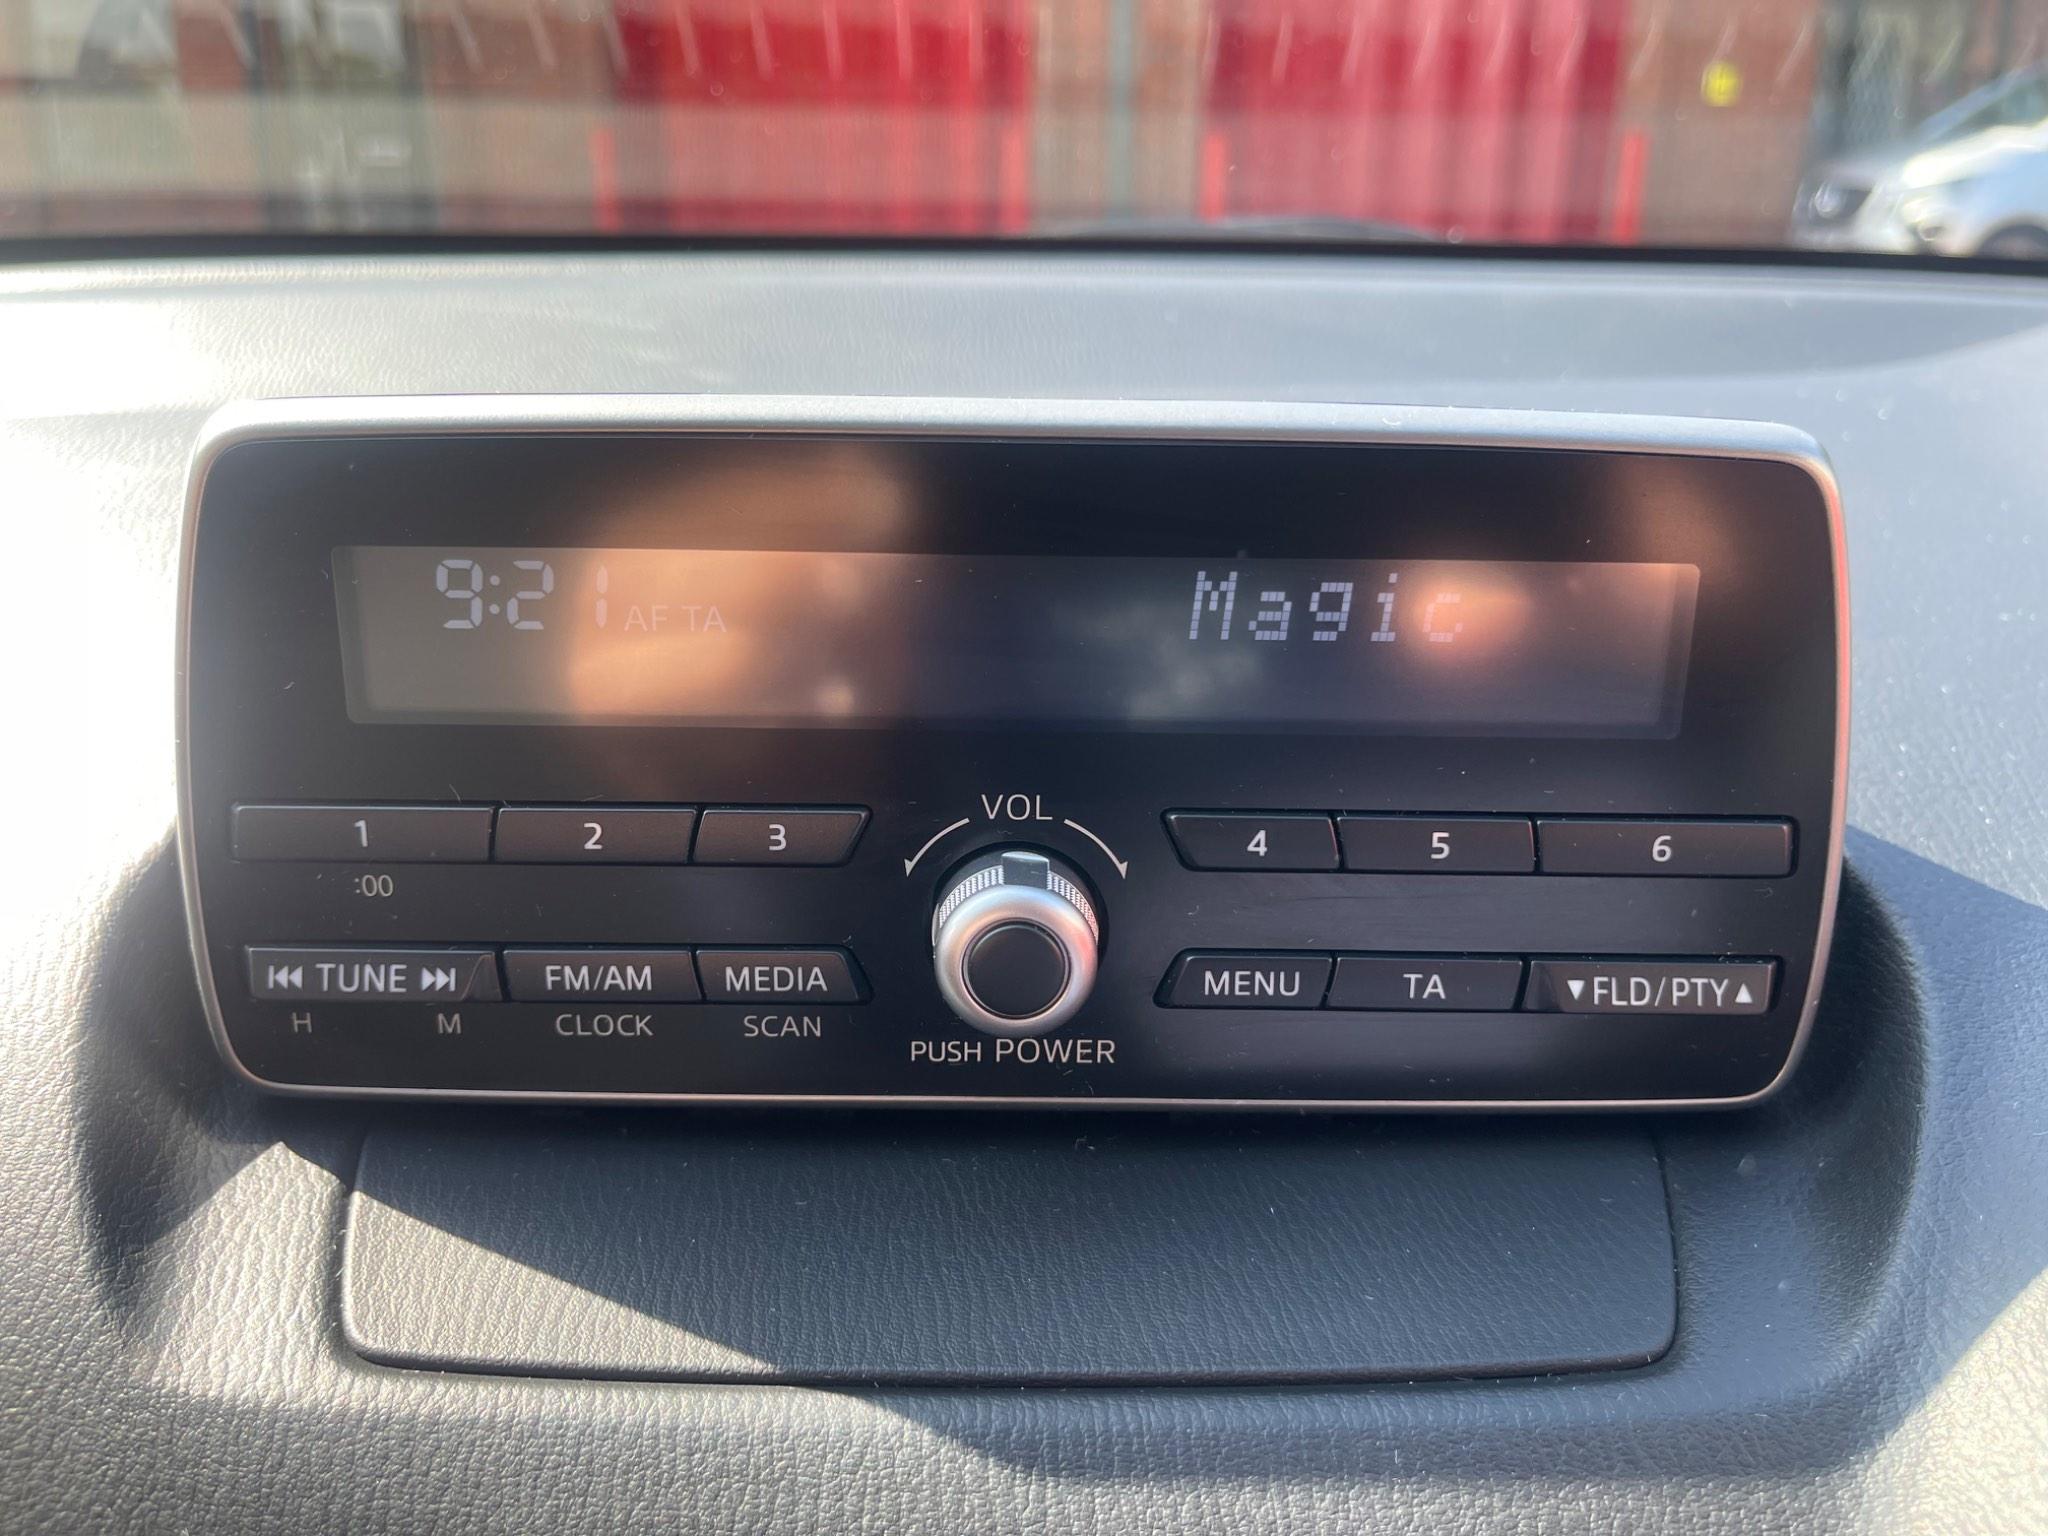 9:21 AF TA Magic
VOL
1 2 3 4 5 6
:00
TUNE FM/AM MEDIA MENU TA ▼FLD/PTY▲
H M CLOCK SCAN
PUSH POWER